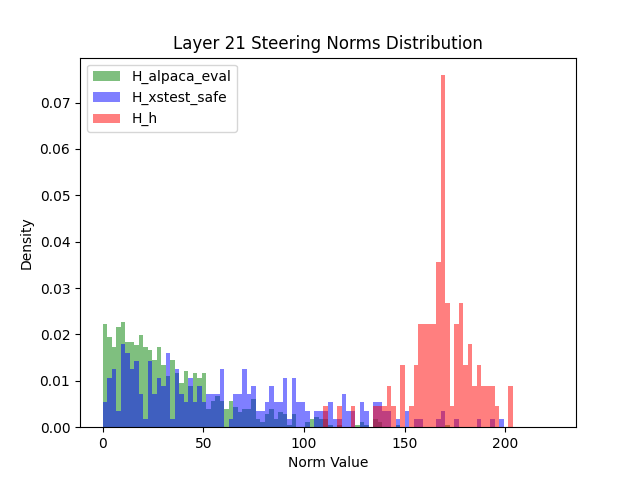 Layer 21 Steering Norms Distribution
H_alpaca_eval
H_xstest_safe
H_h
0.07
0.06
0.05
0.04
0.03
0.02
0.01
0.00
Density
0 50 100 150 200
Norm Value